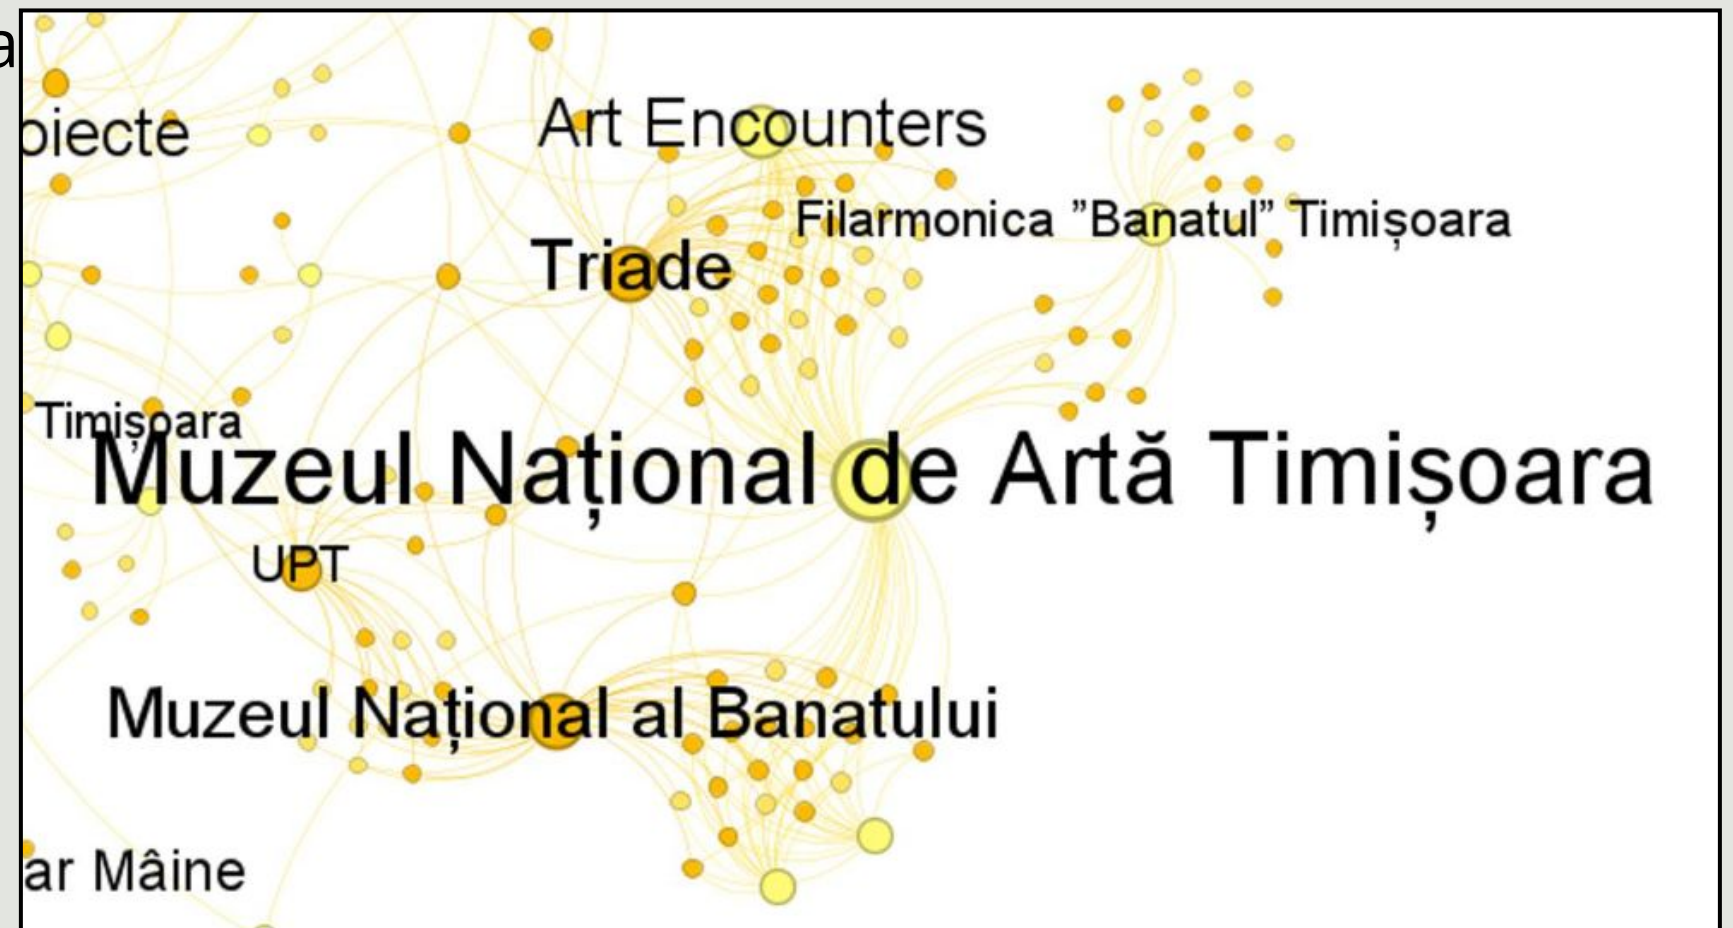 a
Art Encounters
oiecte
Filarmonica ”Banatul” Timișoara
Triade
Timișoara
Muzeul Național de Artă Timișoara
UPT
Muzeul Național al Banatului
ar Mâine